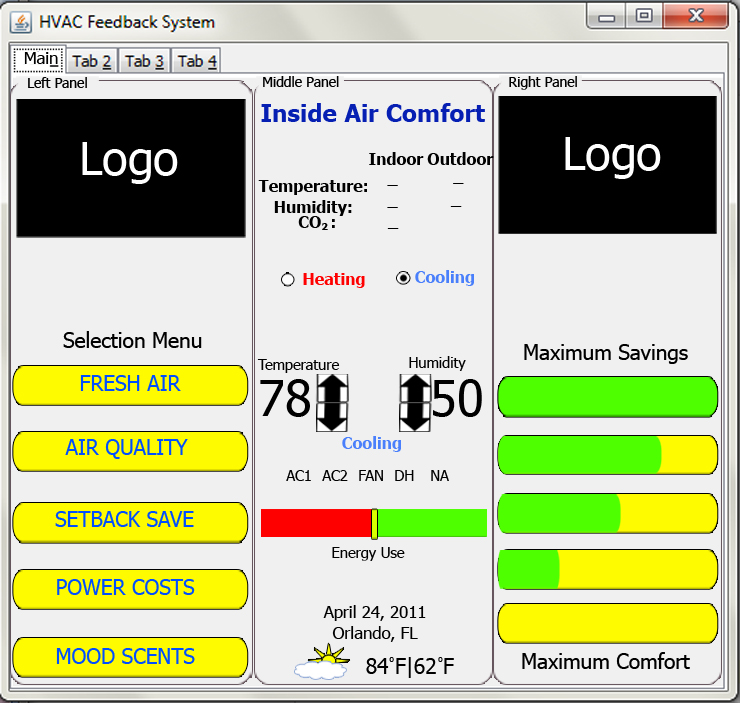 HVAC Feedback System
Main Tab 2 Tab 3 Tab 4
Left Panel
Logo
Selection Menu
FRESH AIR
AIR QUALITY
SETBACK SAVE
POWER COSTS
MOOD SCENTS
Middle Panel
Inside Air Comfort
Indoor Outdoor
Temperature: – –
Humidity: – –
CO₂: –
Heating Cooling
Temperature Humidity
78 50
Cooling
AC1 AC2 FAN DH NA
Energy Use
April 24, 2011
Orlando, FL
84°F|62°F
Right Panel
Logo
Maximum Savings
Maximum Comfort